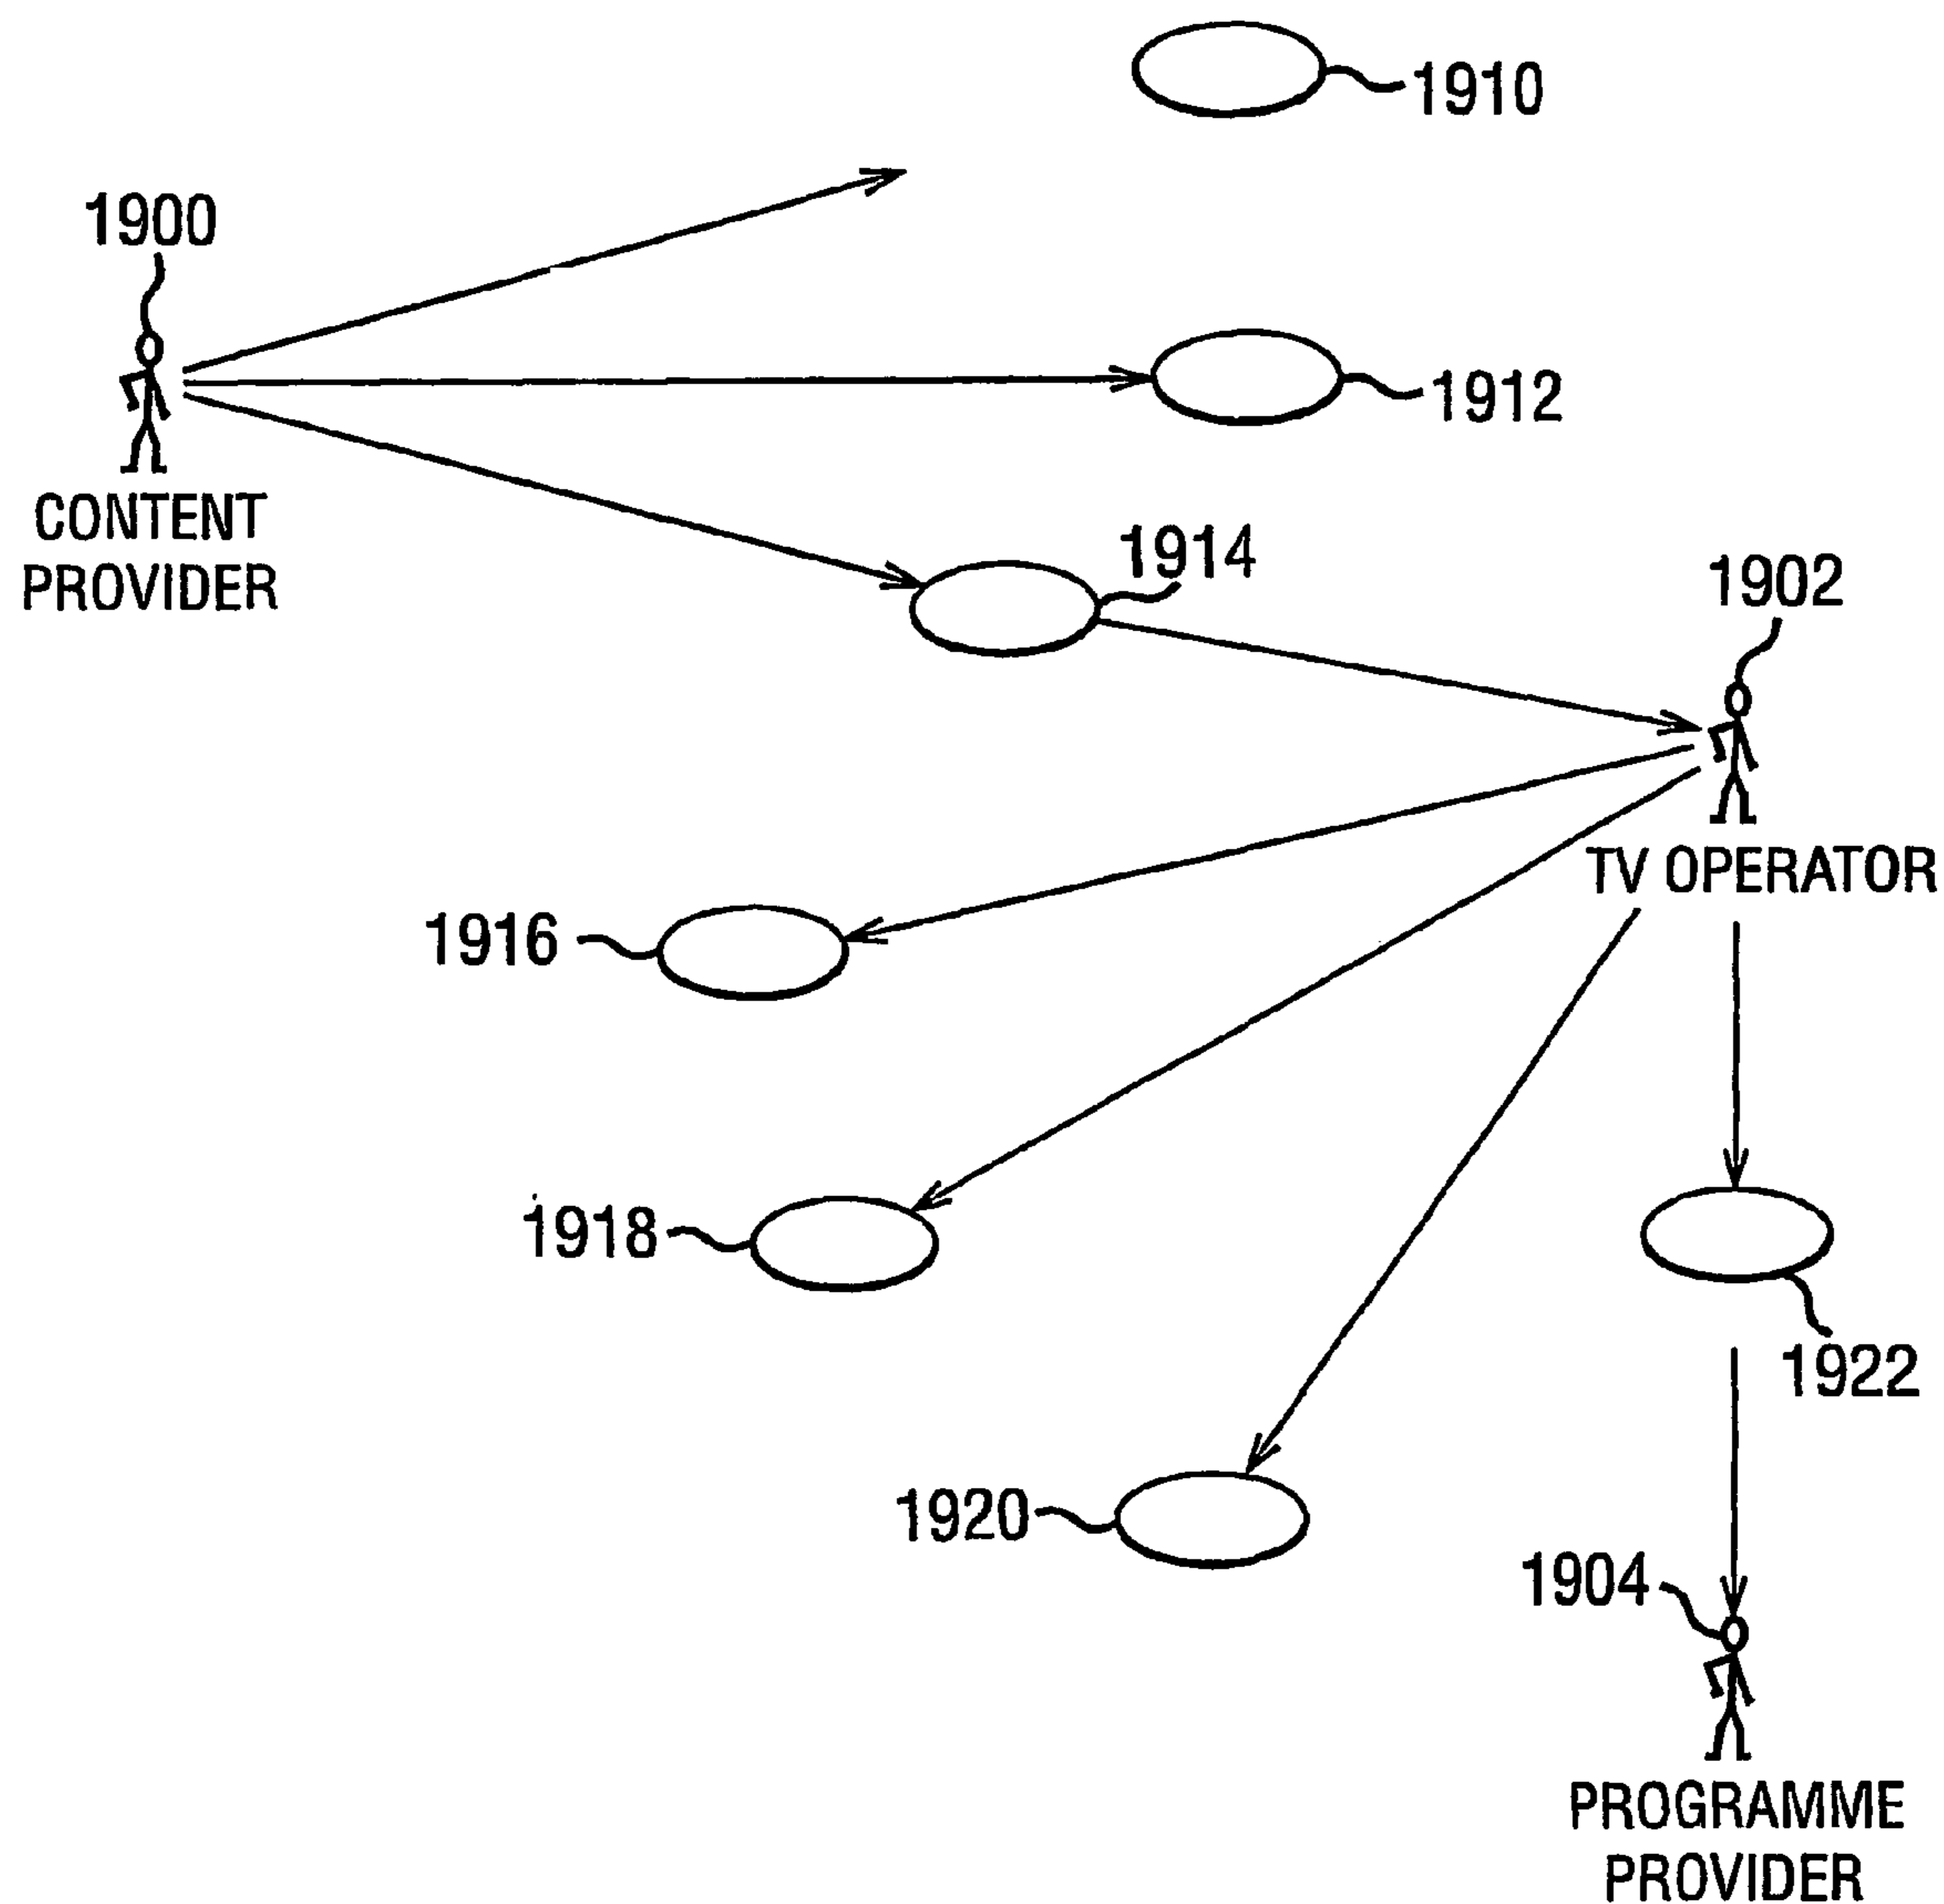 1910
1900
1912
CONTENT
PROVIDER
1914
1902
TV OPERATOR
1916
1918
1922
1920
1904
PROGRAMME
PROVIDER